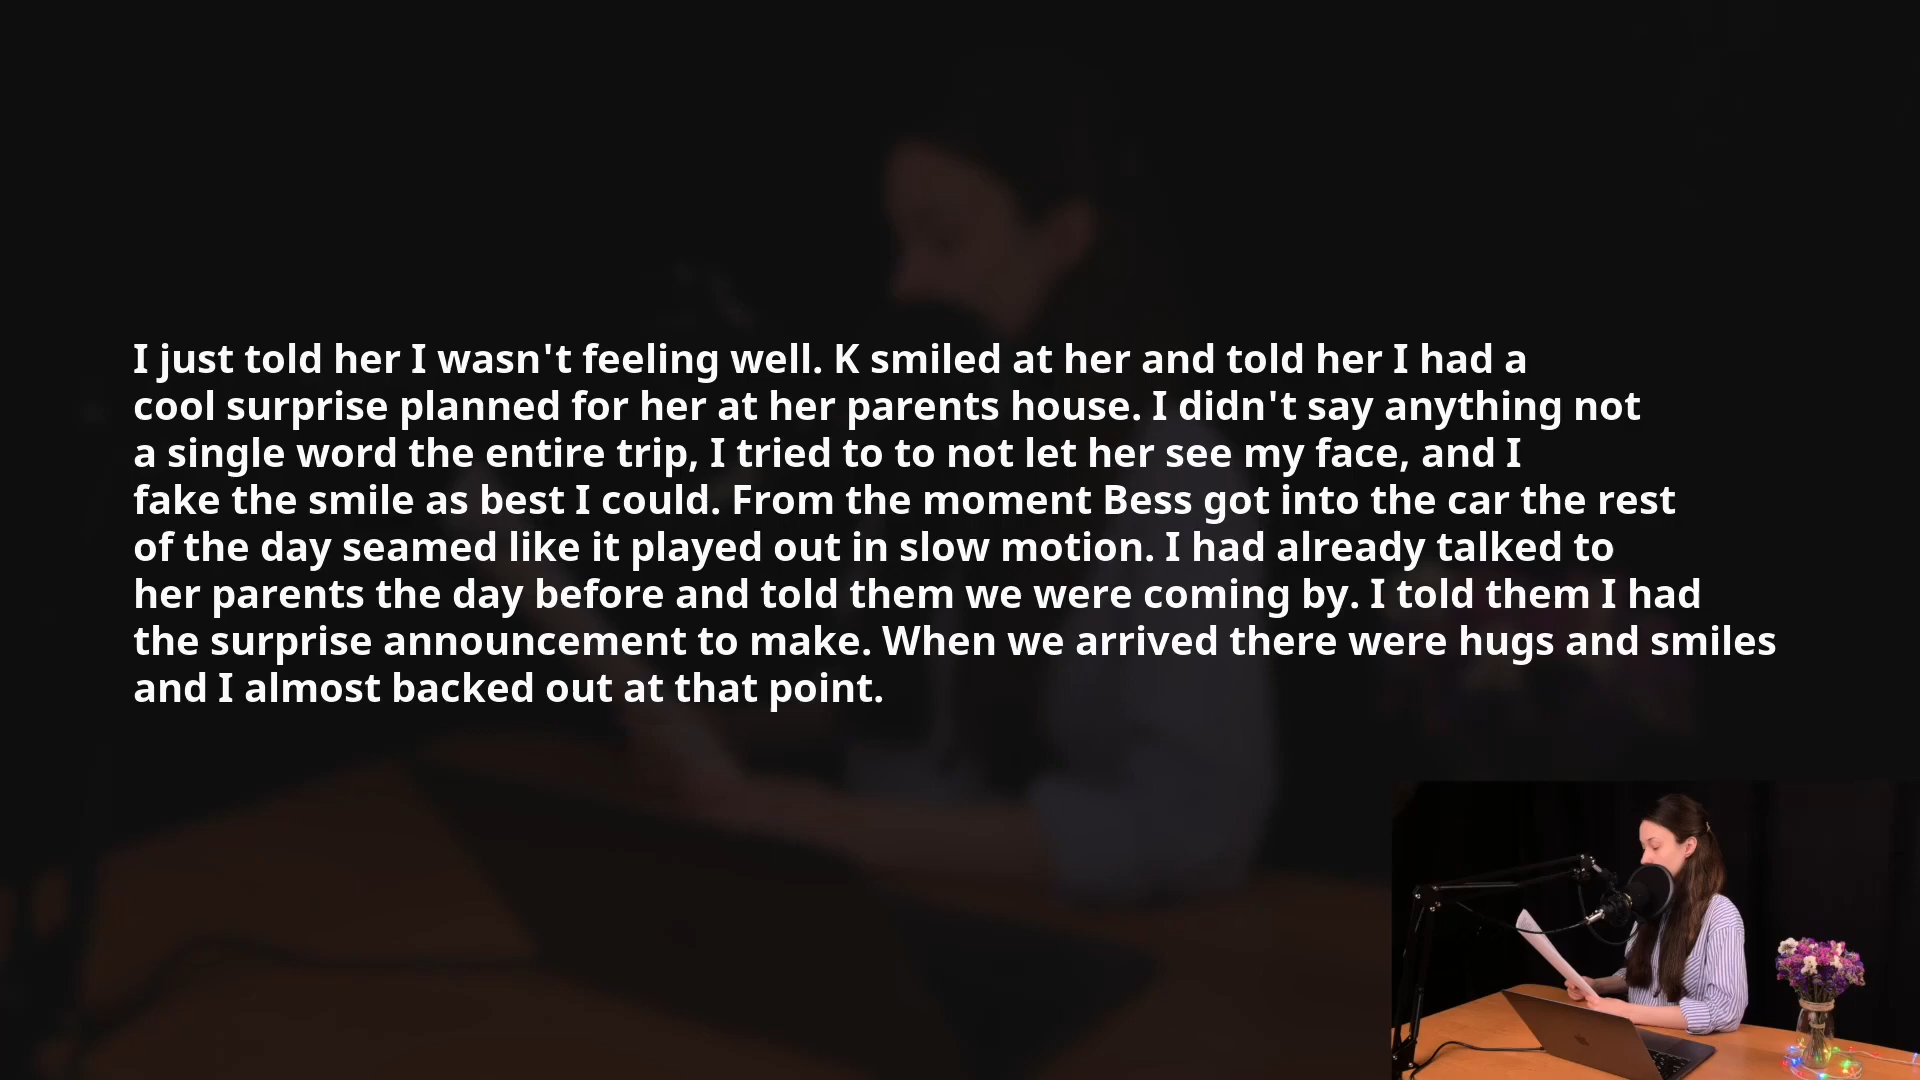 I just told her I wasn't feeling well. K smiled at her and told her I had a
cool surprise planned for her at her parents house. I didn't say anything not
a single word the entire trip, I tried to to not let her see my face, and I
fake the smile as best I could. From the moment Bess got into the car the rest
of the day seamed like it played out in slow motion. I had already talked to
her parents the day before and told them we were coming by. I told them I had
the surprise announcement to make. When we arrived there were hugs and smiles
and I almost backed out at that point.